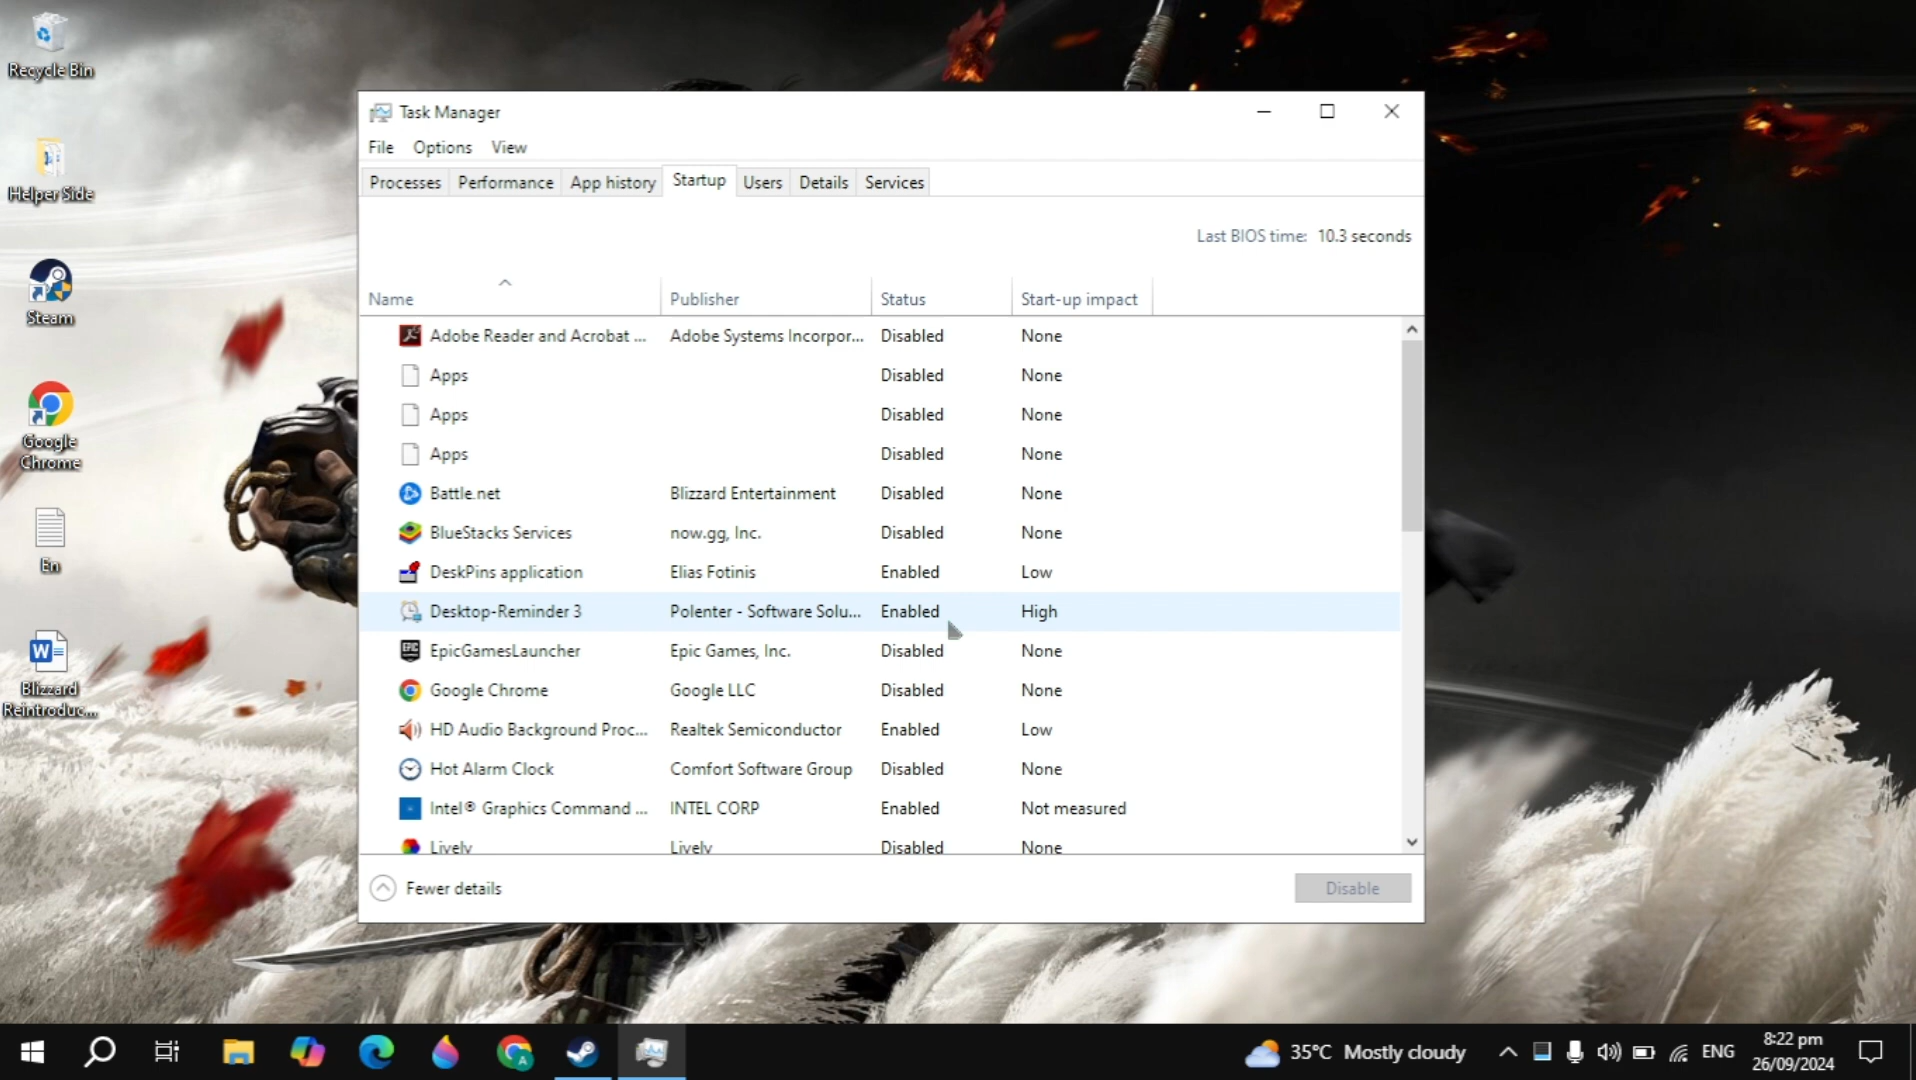 Recycle Bin
Helper Side
Steam
Google
Chrome
En
Blizzard
Reintroduc...
Task Manager
File Options View
Processes Performance App history Startup Users Details Services
Last BIOS time: 10.3 seconds
Name Publisher Status Start-up impact
Adobe Reader and Acrobat ... Adobe Systems Incorpor... Disabled None
Apps Disabled None
Apps Disabled None
Apps Disabled None
Battle.net Blizzard Entertainment Disabled None
BlueStacks Services now.gg, Inc. Disabled None
DeskPins application Elias Fotinis Enabled Low
Desktop-Reminder 3 Polenter - Software Solu... Enabled High
EpicGamesLauncher Epic Games, Inc. Disabled None
Google Chrome Google LLC Disabled None
HD Audio Background Proc... Realtek Semiconductor Enabled Low
Hot Alarm Clock Comfort Software Group Disabled None
Intel® Graphics Command ... INTEL CORP Enabled Not measured
Lively Lively Disabled None
Fewer details Disable
35°C Mostly cloudy ENG 8:22 pm
26/09/2024